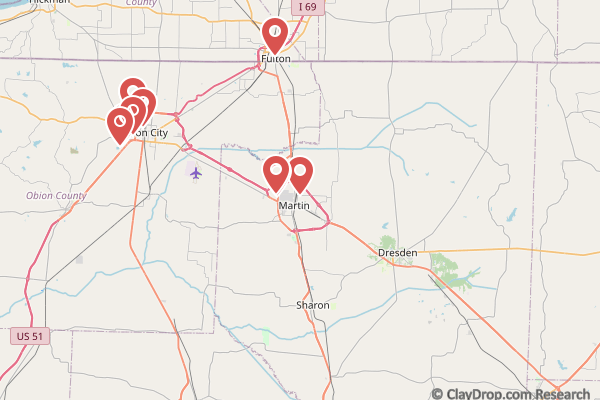 Hickman
County
I 69
Fulton
on City
Obion County
Martin
Dresden
Sharon
US 51
© ClayDrop.com Research